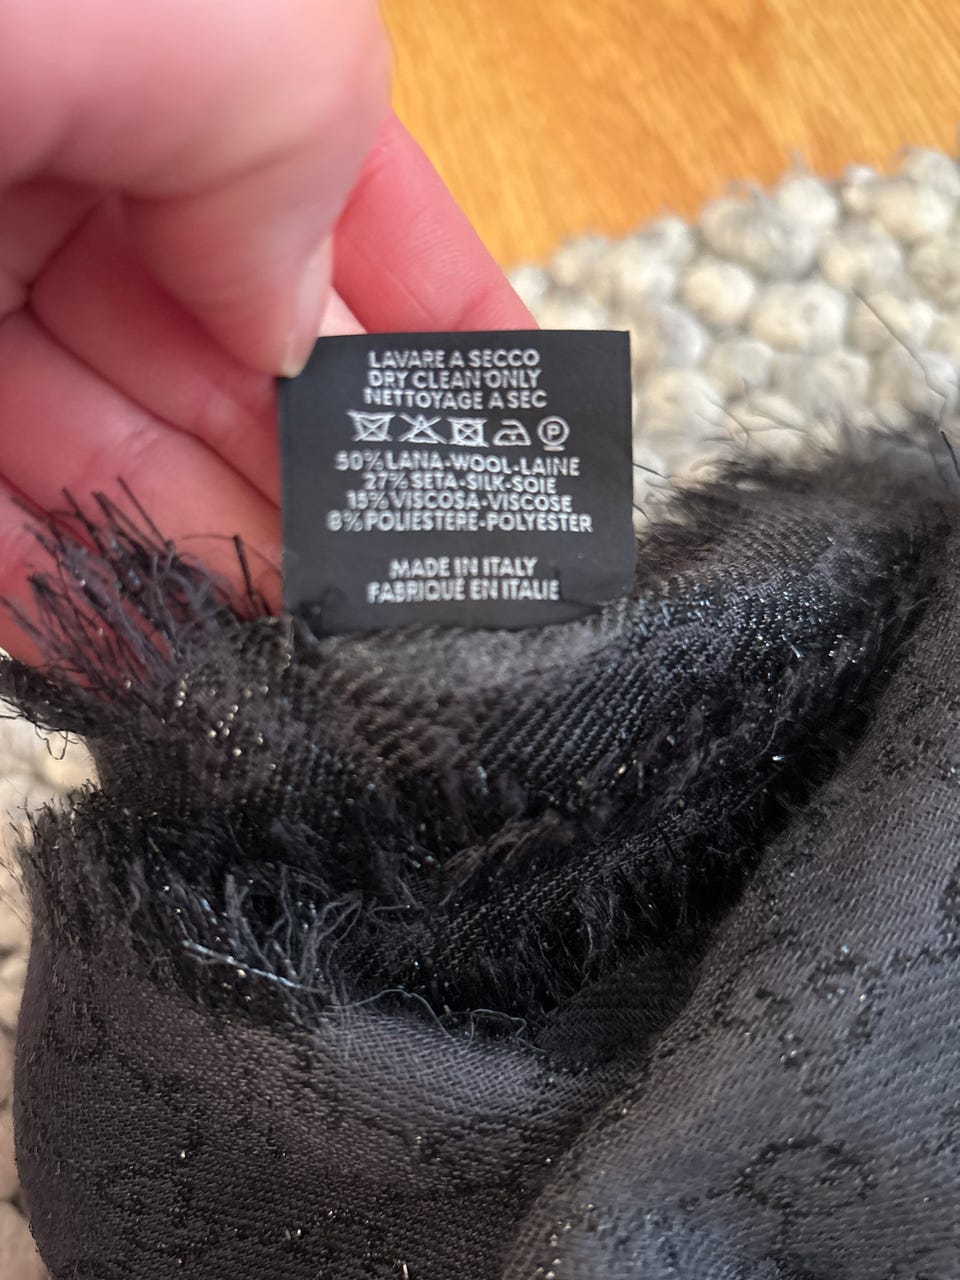 LAVARE A SECCO
DRY CLEAN ONLY
NETTOYAGE A SEC
P
50% LANA-WOOL-LAINE
27% SETA-SILK-SOIE
15% VISCOSA-VISCOSE
8% POLIESTERE-POLYESTER
MADE IN ITALY
FABRIQUÉ EN ITALIE